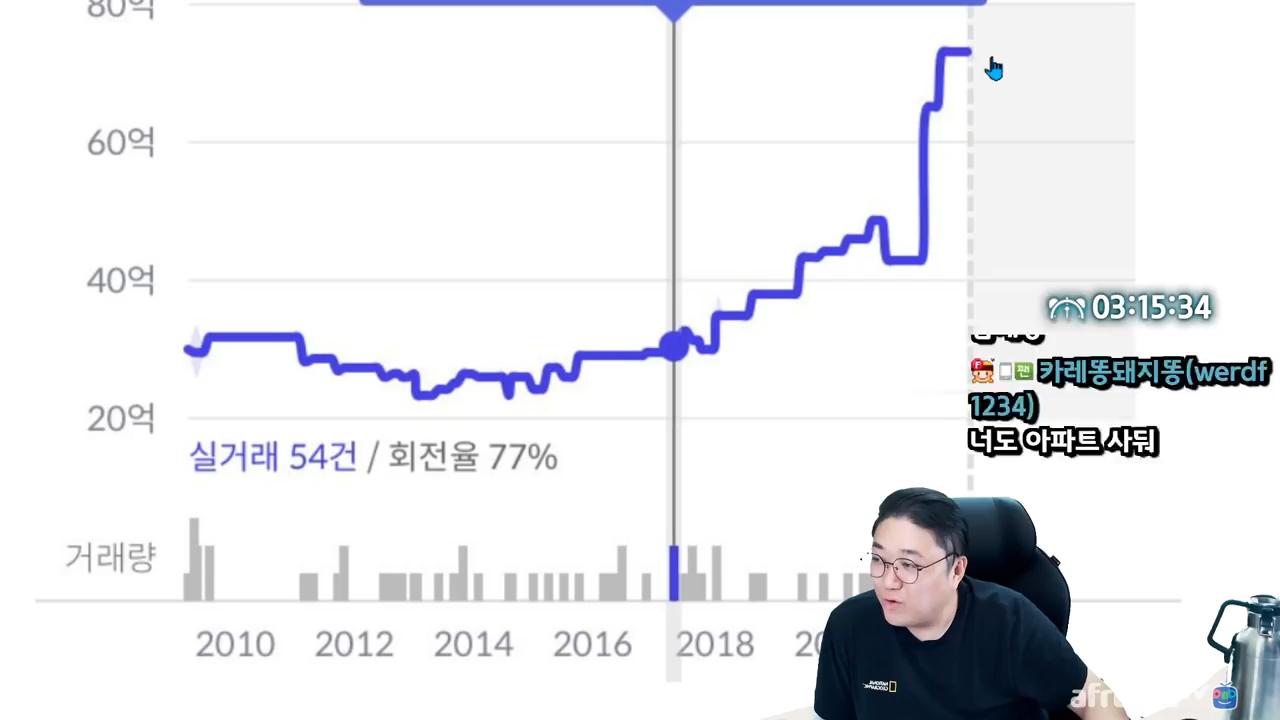 80억
60억
40억
20억
실거래 54건 / 회전율 77%
거래량
2010 2012 2014 2016 2018
03:15:34
카레똥돼지똥(werdf
1234)
너도 아파트 사둬
NATIONAL
GEOGRAPHIC